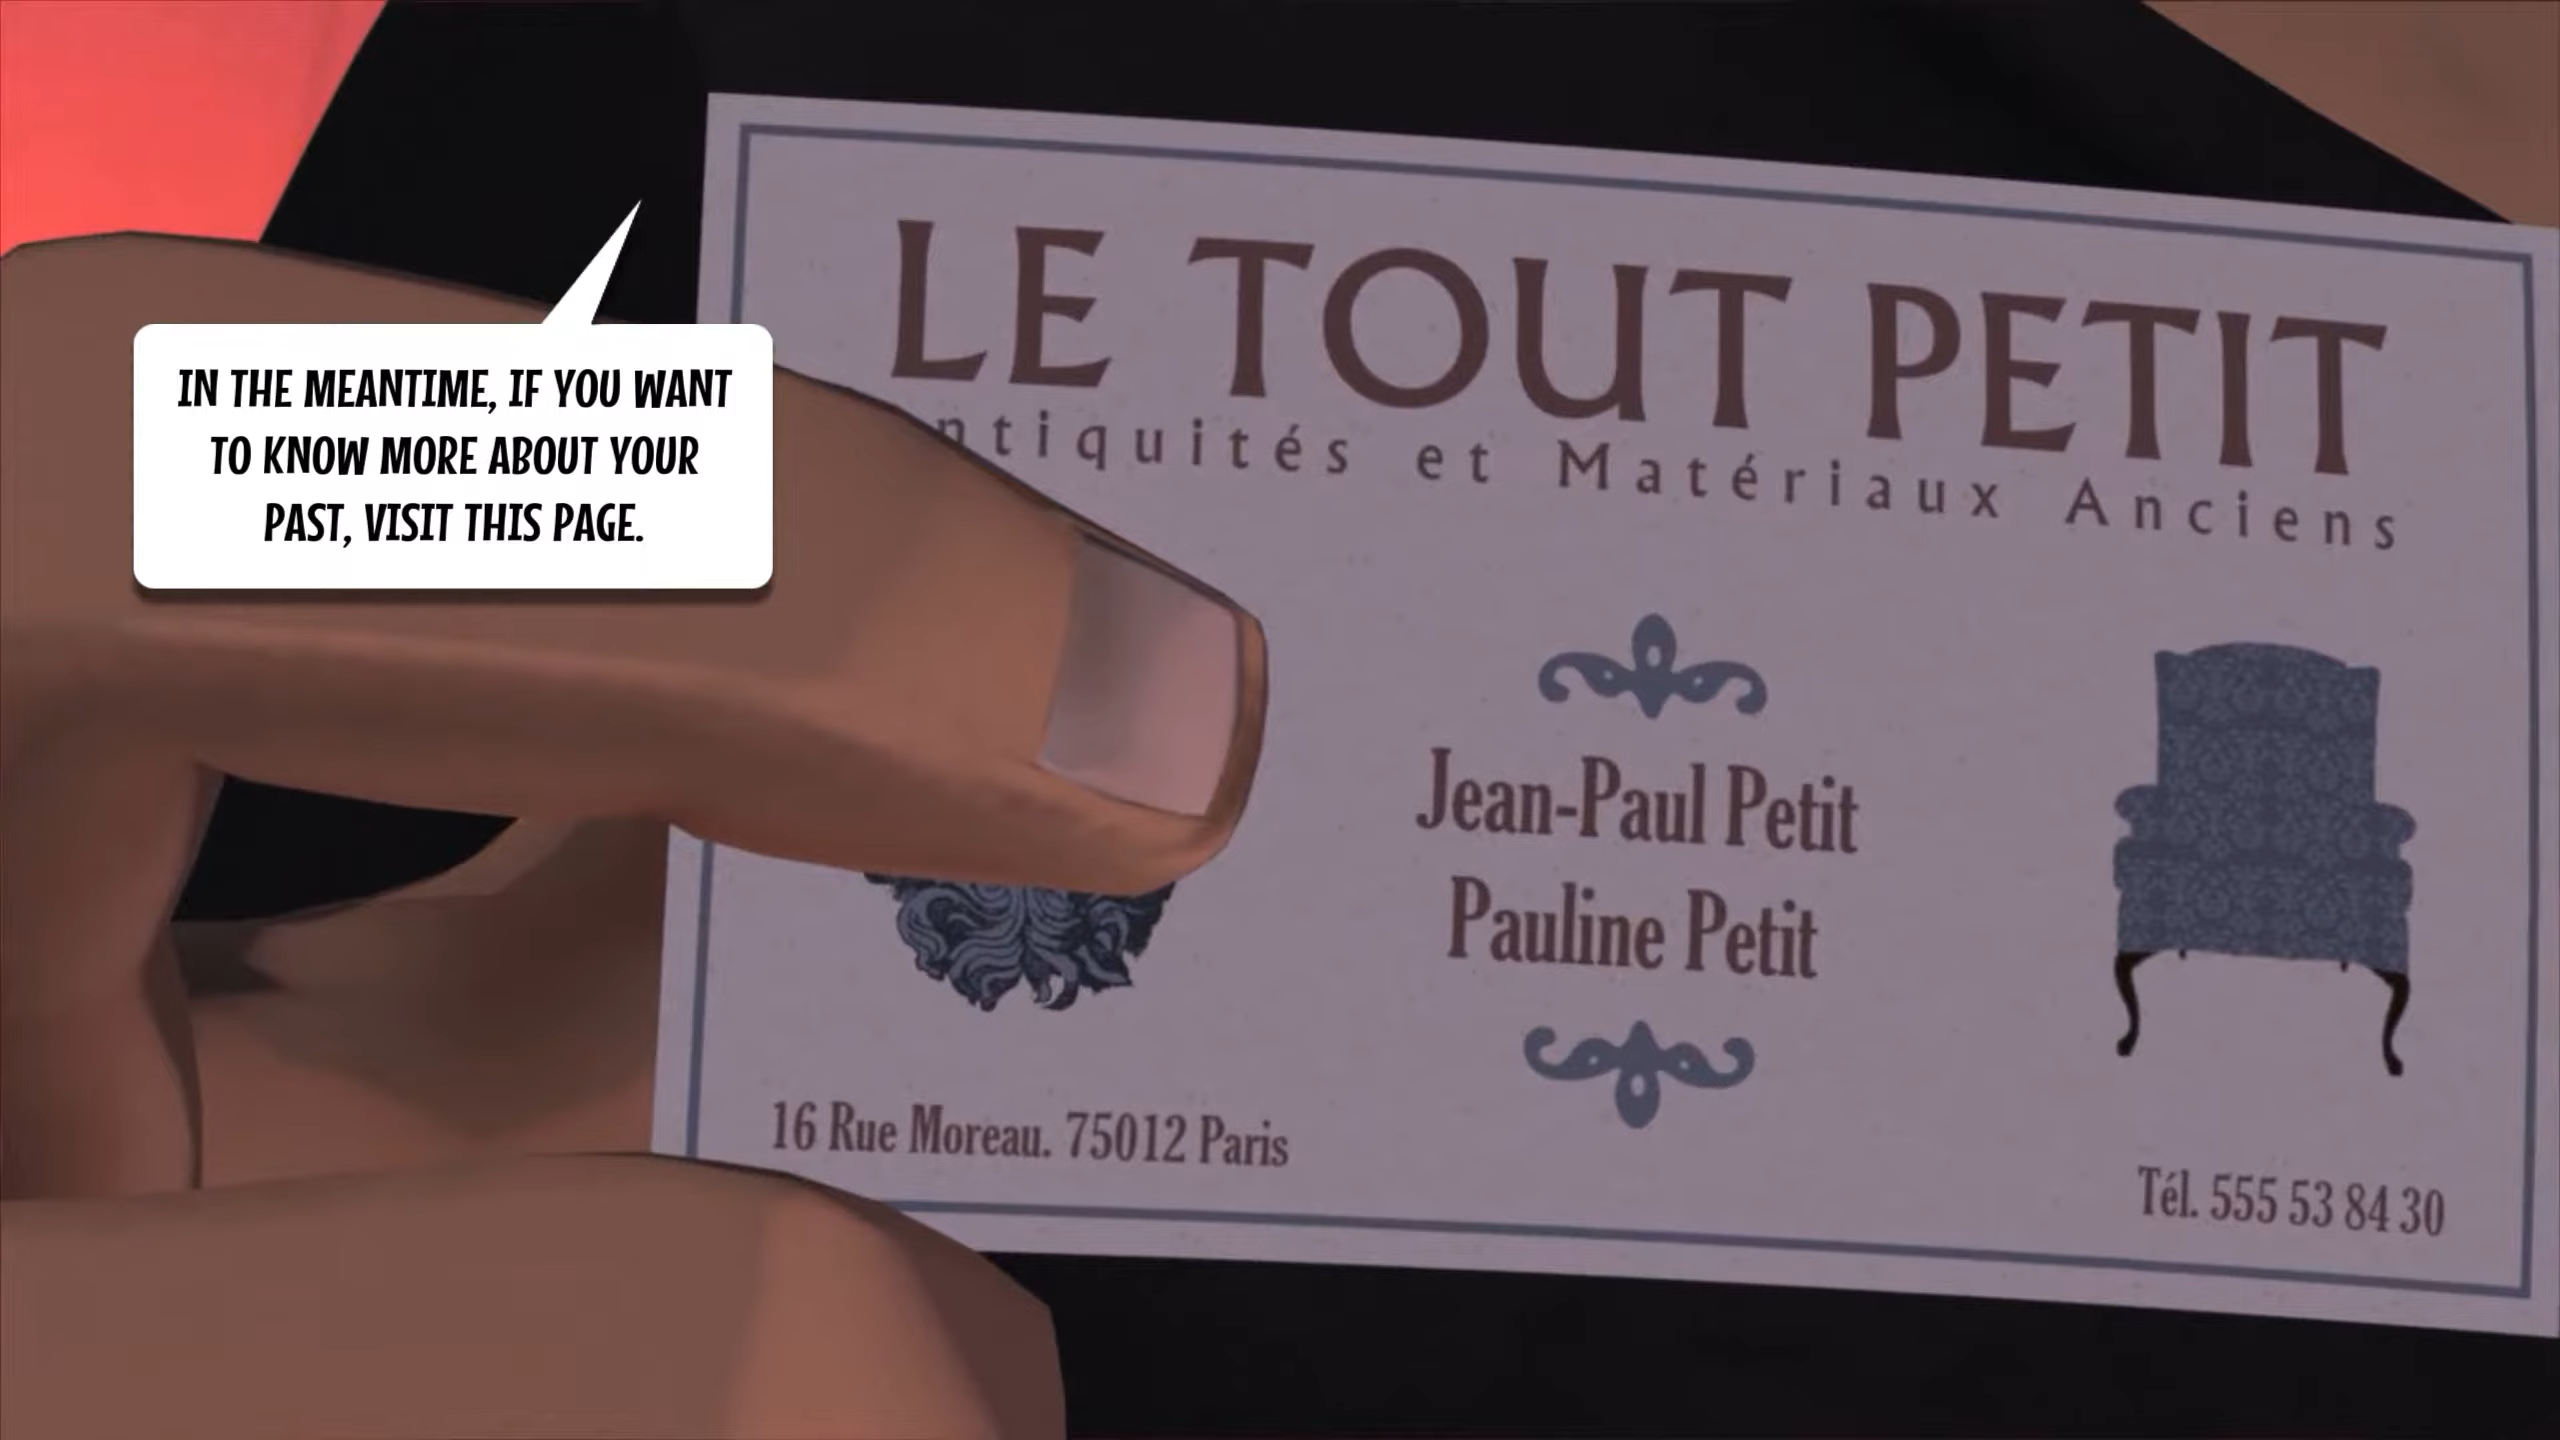 IN THE MEANTIME, IF YOU WANT
TO KNOW MORE ABOUT YOUR
PAST, VISIT THIS PAGE.
LE TOUT PETIT
ntiquités et Matériaux Anciens
Jean-Paul Petit
Pauline Petit
16 Rue Moreau. 75012 Paris
Tél. 555 53 84 30